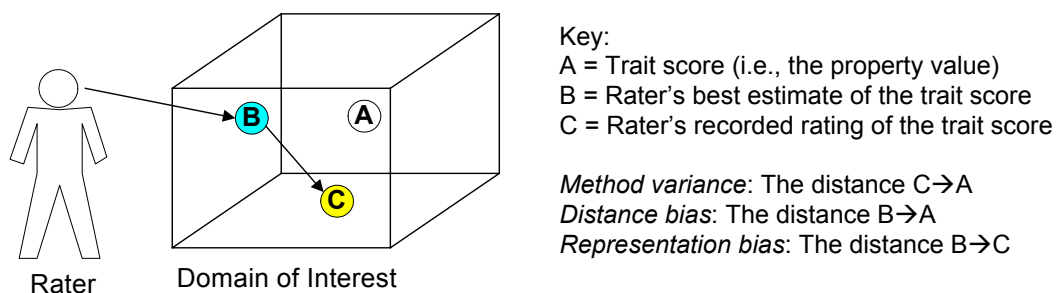 B
A
C
Rater
Domain of Interest
Key:
A = Trait score (i.e., the property value)
B = Rater's best estimate of the trait score
C = Rater's recorded rating of the trait score
Method variance: The distance C→A
Distance bias: The distance B→A
Representation bias: The distance B→C